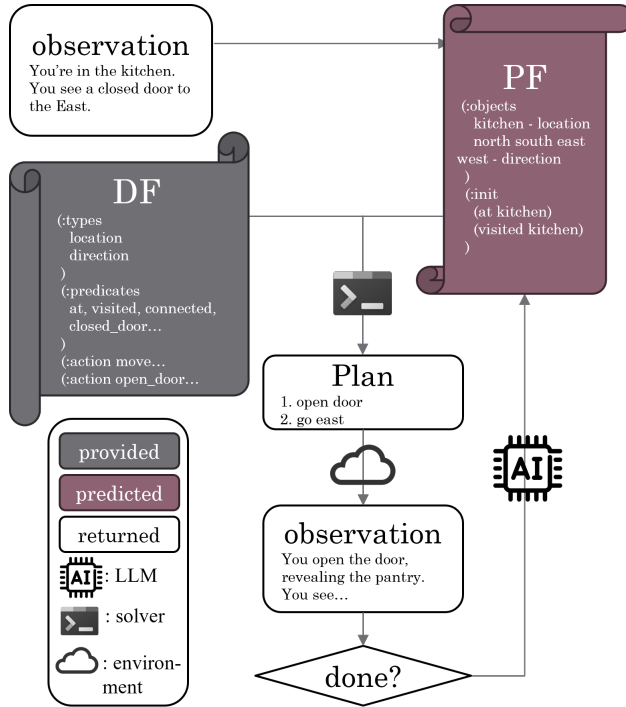 observation
You're in the kitchen.
You see a closed door to
the East.
PF
(:objects
kitchen - location
north south east
west - direction
)
(:init
(at kitchen)
(visited kitchen)
)
DF
(:types
location
direction
)
(:predicates
at, visited, connected,
closed_door...
)
(:action move...
(:action open_door...
Plan
1. open door
2. go east
observation
You open the door,
revealing the pantry.
You see...
done?
AI
provided
predicted
returned
AI : LLM
: solver
: environ-
ment